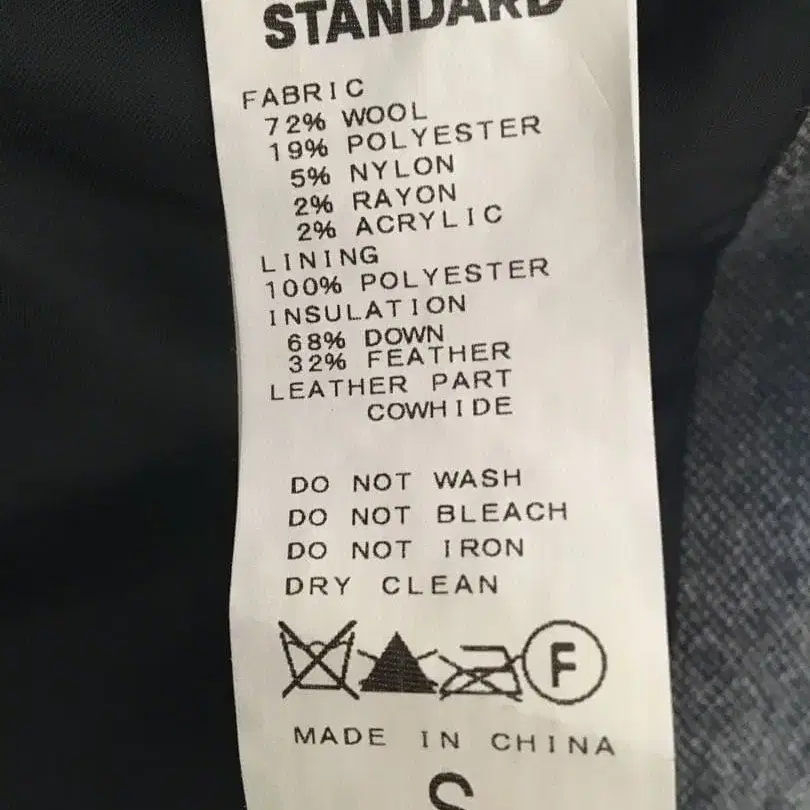 STANDARD
FABRIC
72% WOOL
19% POLYESTER
5% NYLON
2% RAYON
2% ACRYLIC
LINING
100% POLYESTER
INSULATION
68% DOWN
32% FEATHER
LEATHER PART
COWHIDE
DO NOT WASH
DO NOT BLEACH
DO NOT IRON
DRY CLEAN
F
MADE IN CHINA
S